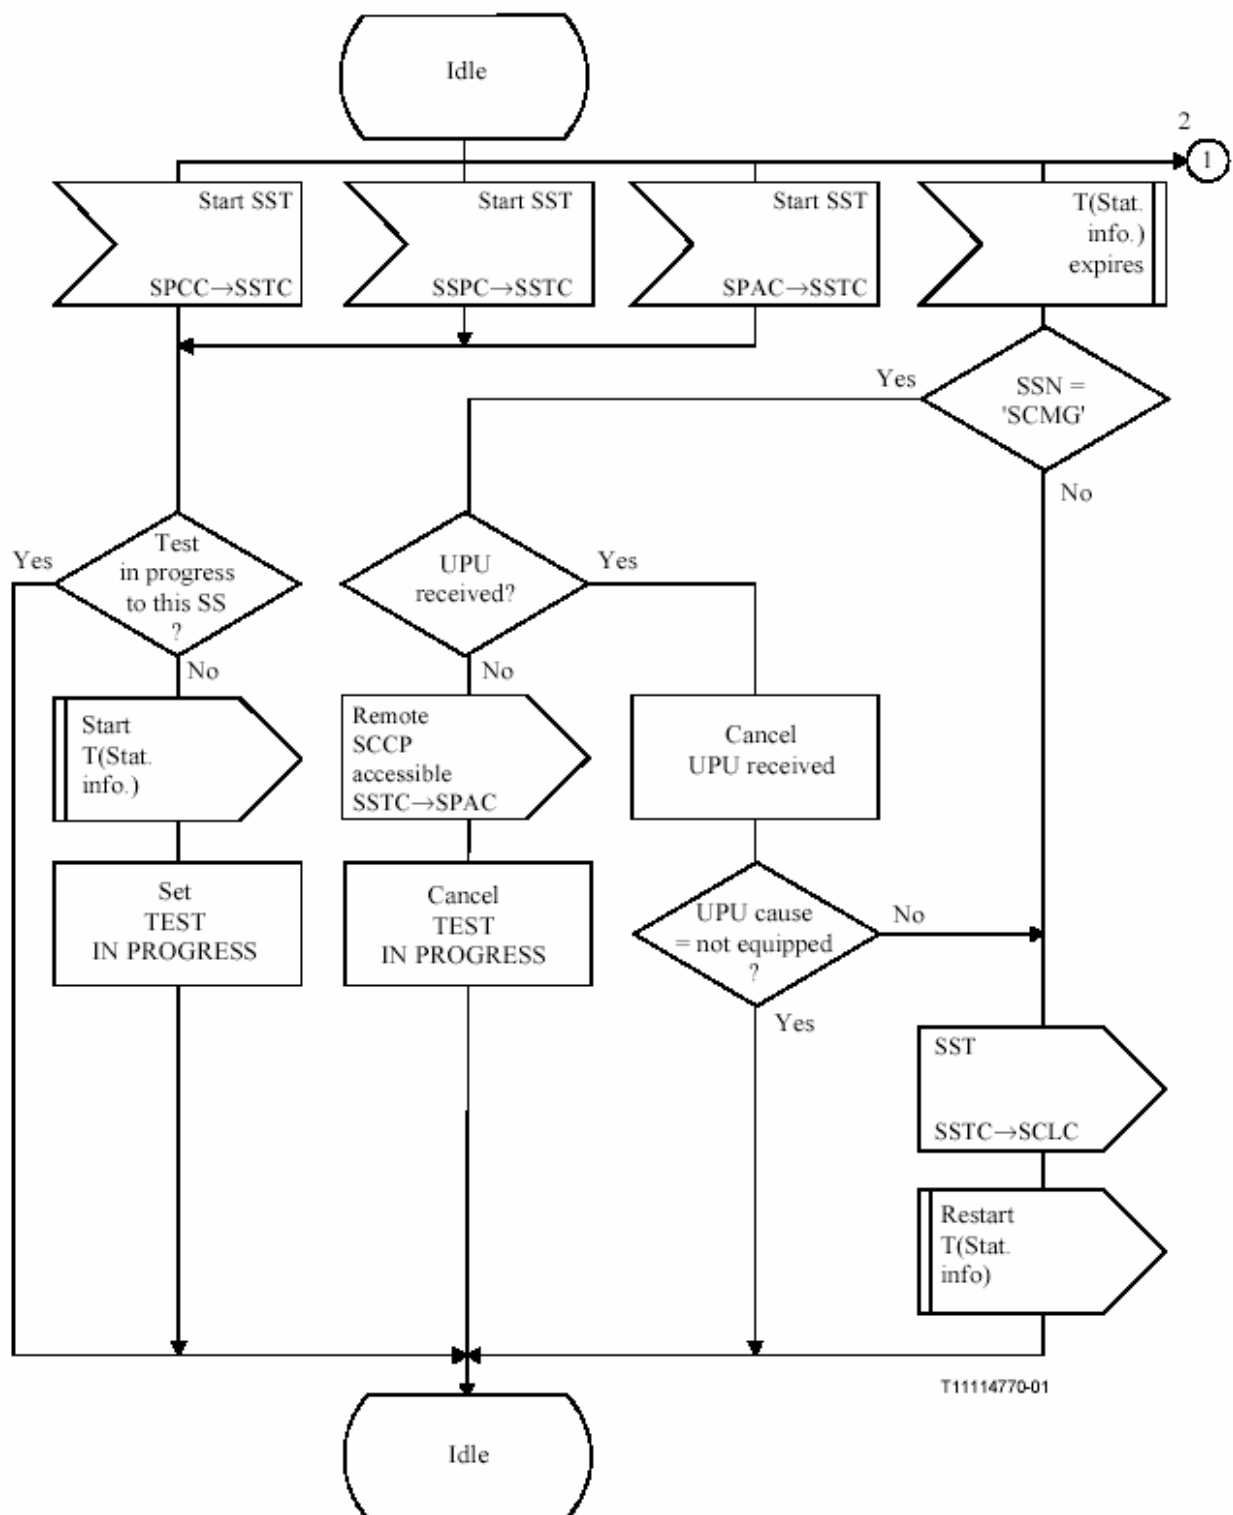 Idle
2
1
Start SST
SPCC→SSTC
Start SST
SSPC→SSTC
Start SST
SPAC→SSTC
T(Stat.
info.)
expires
Yes
SSN =
'SCMG'
No
Yes
Test
in progress
to this SS
?
No
UPU
received?
Yes
No
Start
T(Stat.
info.)
Remote
SCCP
accessible
SSTC→SPAC
Cancel
UPU received
Set
TEST
IN PROGRESS
Cancel
TEST
IN PROGRESS
UPU cause
= not equipped
?
No
Yes
SST
SSTC→SCLC
Restart
T(Stat.
info)
T11114770-01
Idle